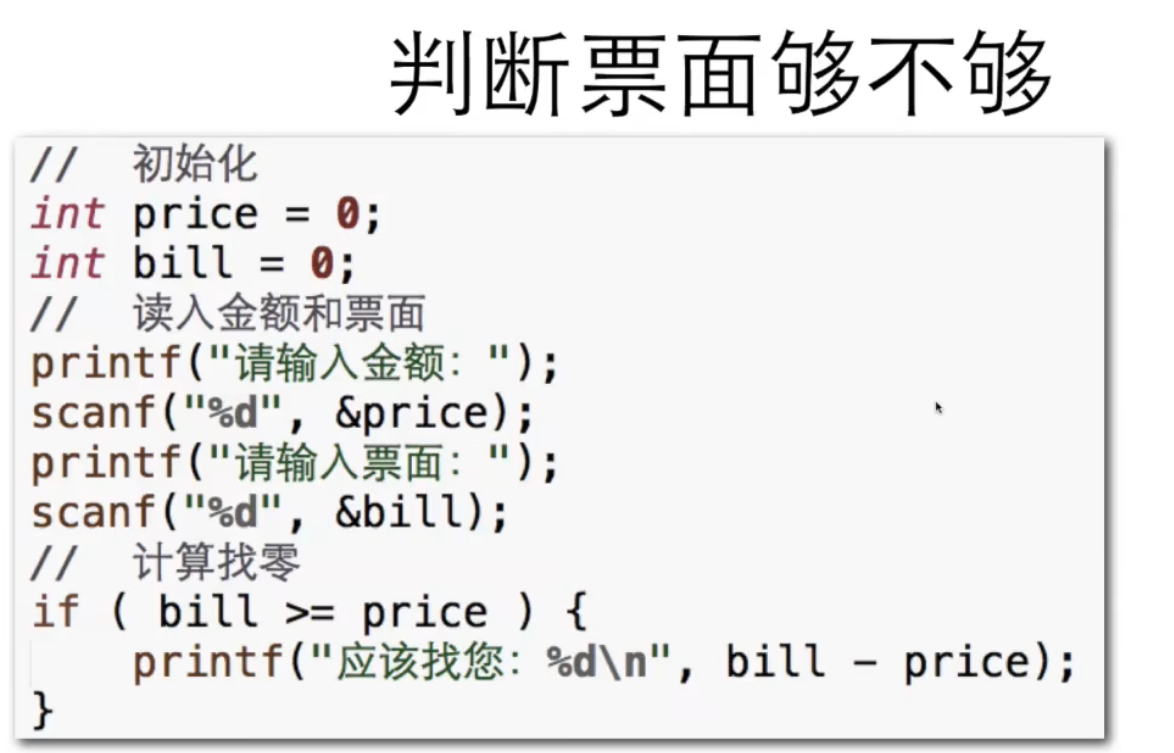 判断票面够不够
//  初始化
int price = 0;
int bill = 0;
//  读入金额和票面
printf("请输入金额：");
scanf("%d", &price);
printf("请输入票面：");
scanf("%d", &bill);
//  计算找零
if ( bill >= price ) {
    printf("应该找您：%d\n", bill - price);
}